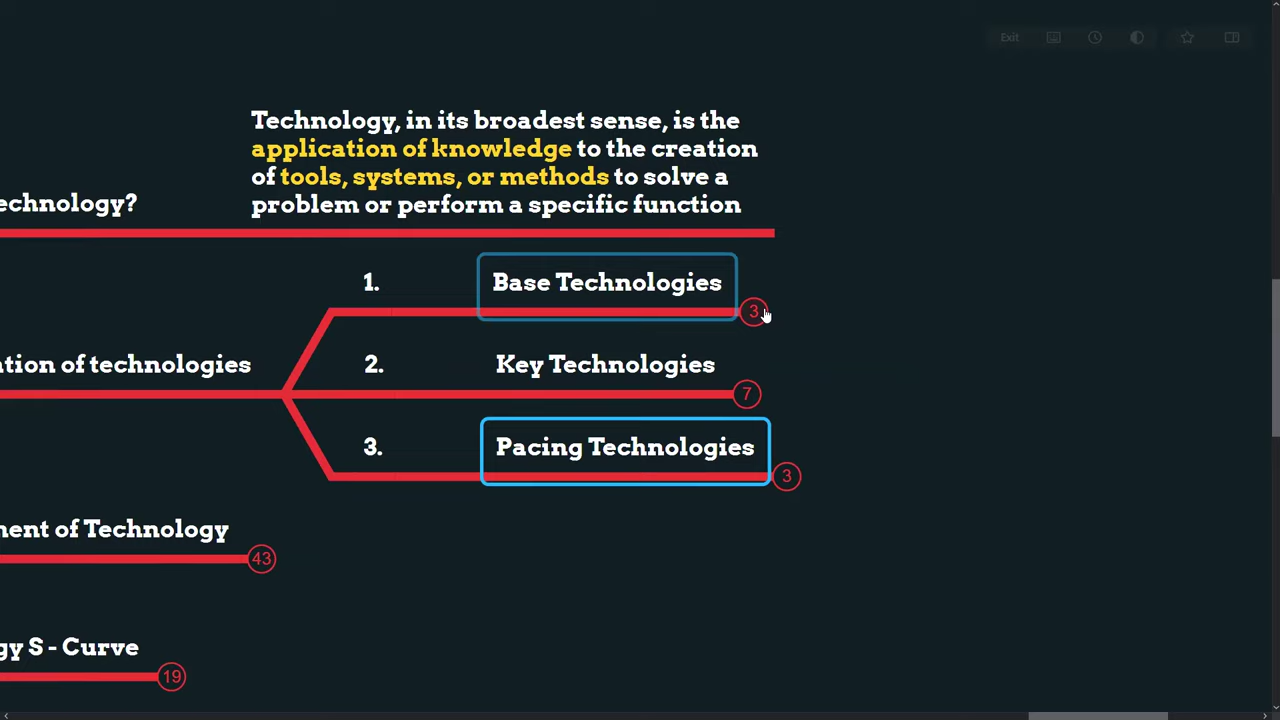 Exit
Technology, in its broadest sense, is the
application of knowledge to the creation
of tools, systems, or methods to solve a
problem or perform a specific function
echnology?
1. Base Technologies
3
ation of technologies
2. Key Technologies
7
3. Pacing Technologies
3
ment of Technology
43
gy S - Curve
19